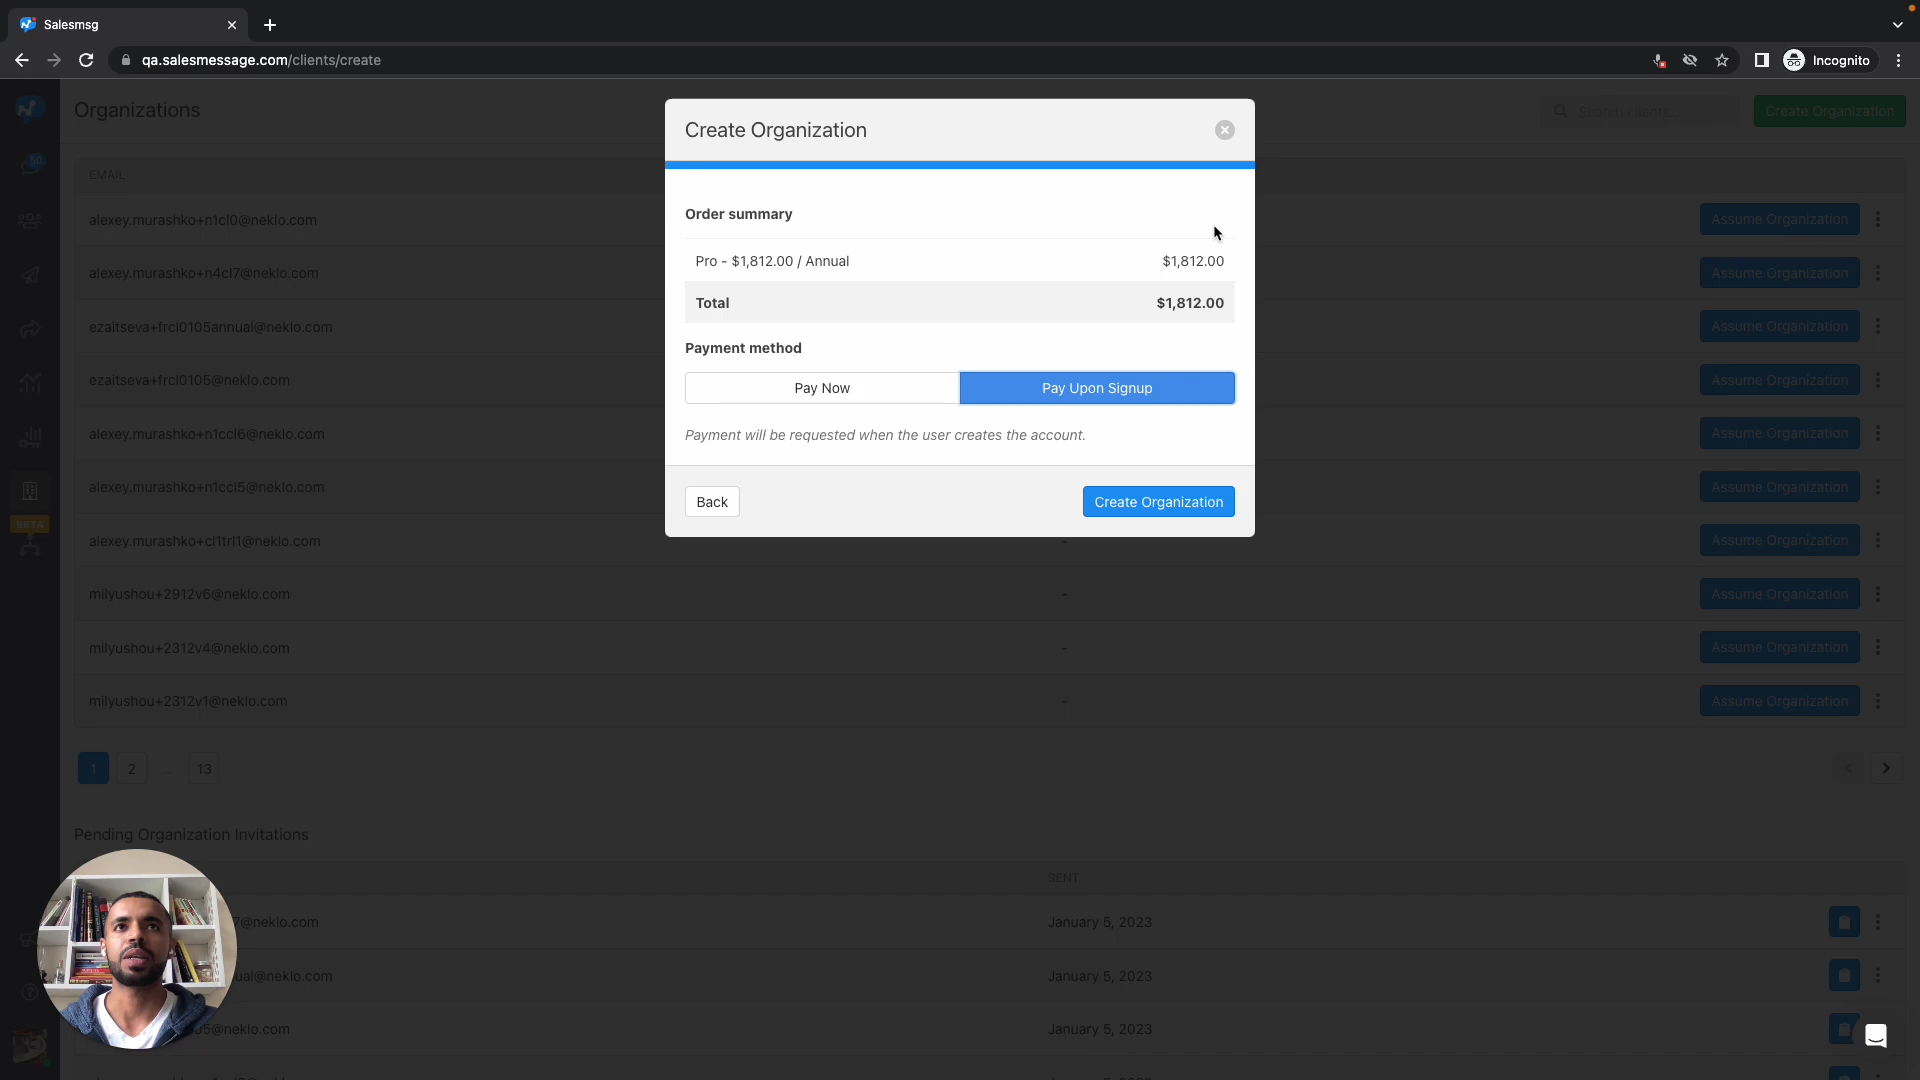 Salesmsg
qa.salesmessage.com/clients/create
Incognito
Organizations
Search clients...
Create Organization
50
EMAIL
alexey.murashko+n1cl0@neklo.com
Assume Organization
alexey.murashko+n4cl7@neklo.com
Assume Organization
ezaitseva+frcl0105annual@neklo.com
Assume Organization
ezaitseva+frcl0105@neklo.com
Assume Organization
alexey.murashko+n1ccl6@neklo.com
Assume Organization
alexey.murashko+n1ccl5@neklo.com
Assume Organization
BETA
alexey.murashko+cl1trl1@neklo.com
-
Assume Organization
milyushou+2912v6@neklo.com
-
Assume Organization
milyushou+2312v4@neklo.com
-
Assume Organization
milyushou+2312v1@neklo.com
-
Assume Organization
Create Organization
Order summary
Pro - $1,812.00 / Annual $1,812.00
Total $1,812.00
Payment method
Pay Now Pay Upon Signup
Payment will be requested when the user creates the account.
Back Create Organization
1 2 ... 13
Pending Organization Invitations
SENT
7@neklo.com January 5, 2023
ual@neklo.com January 5, 2023
05@neklo.com January 5, 2023